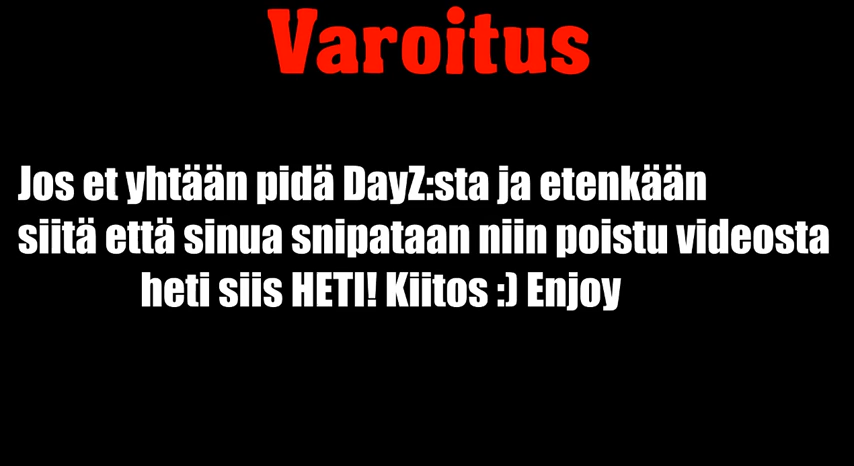 Varoitus
Jos et yhtään pidä DayZ:sta ja etenkään
siitä että sinua snipataan niin poistu videosta
heti siis HETI! Kiitos :) Enjoy